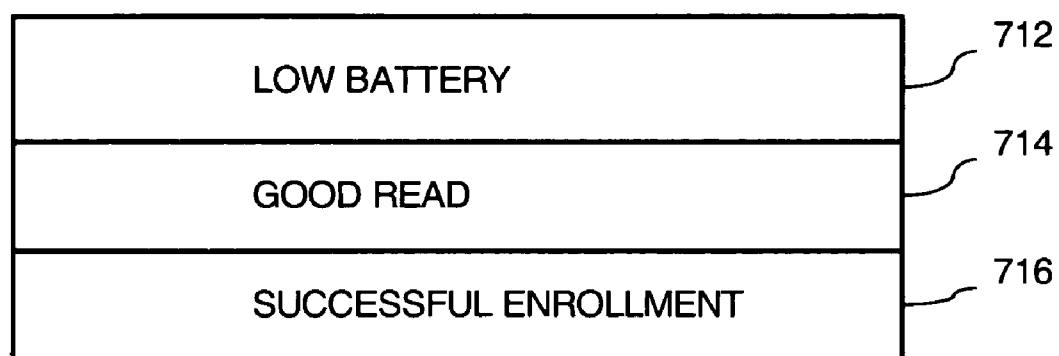 712
LOW BATTERY
714
GOOD READ
716
SUCCESSFUL ENROLLMENT